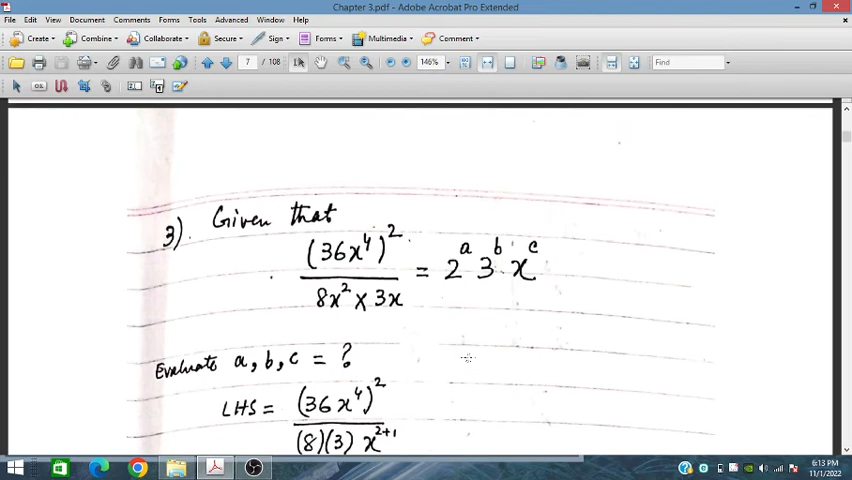 Chapter 3.pdf - Adobe Acrobat Pro Extended
File Edit View Document Comments Forms Tools Advanced Window Help
Create Combine Collaborate Secure Sign Forms Multimedia Comment
7 / 108 146% Find
3). Given that
(36x⁴)²
8x² × 3x
= 2ᵃ 3ᵇ xᶜ
Evaluate a, b, c = ?
LHS = (36x⁴)²
(8)(3) x²⁺¹
6:13 PM
11/1/2022